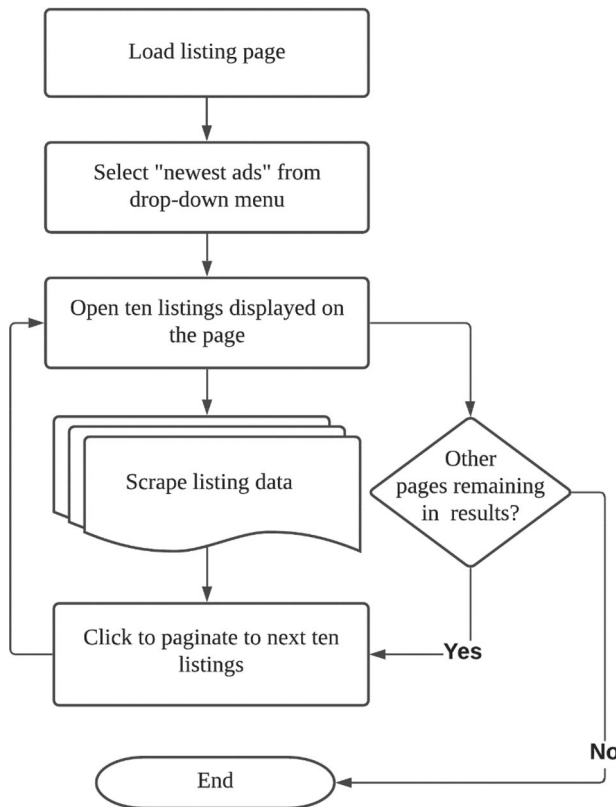 Load listing page
Select "newest ads" from
drop-down menu
Open ten listings displayed on
the page
Scrape listing data
Other
pages remaining
in results?
Click to paginate to next ten
listings
Yes
No
End